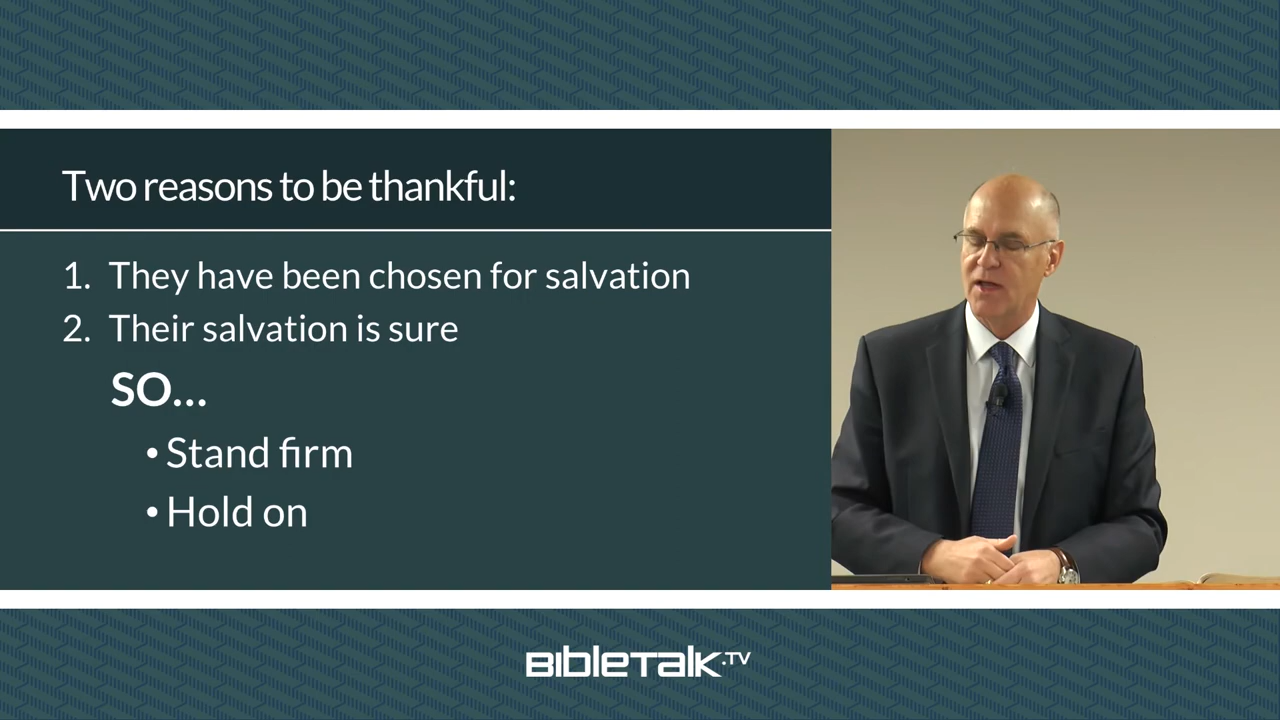 Two reasons to be thankful:
1. They have been chosen for salvation
2. Their salvation is sure
SO...
• Stand firm
• Hold on
BIBLETALK.TV